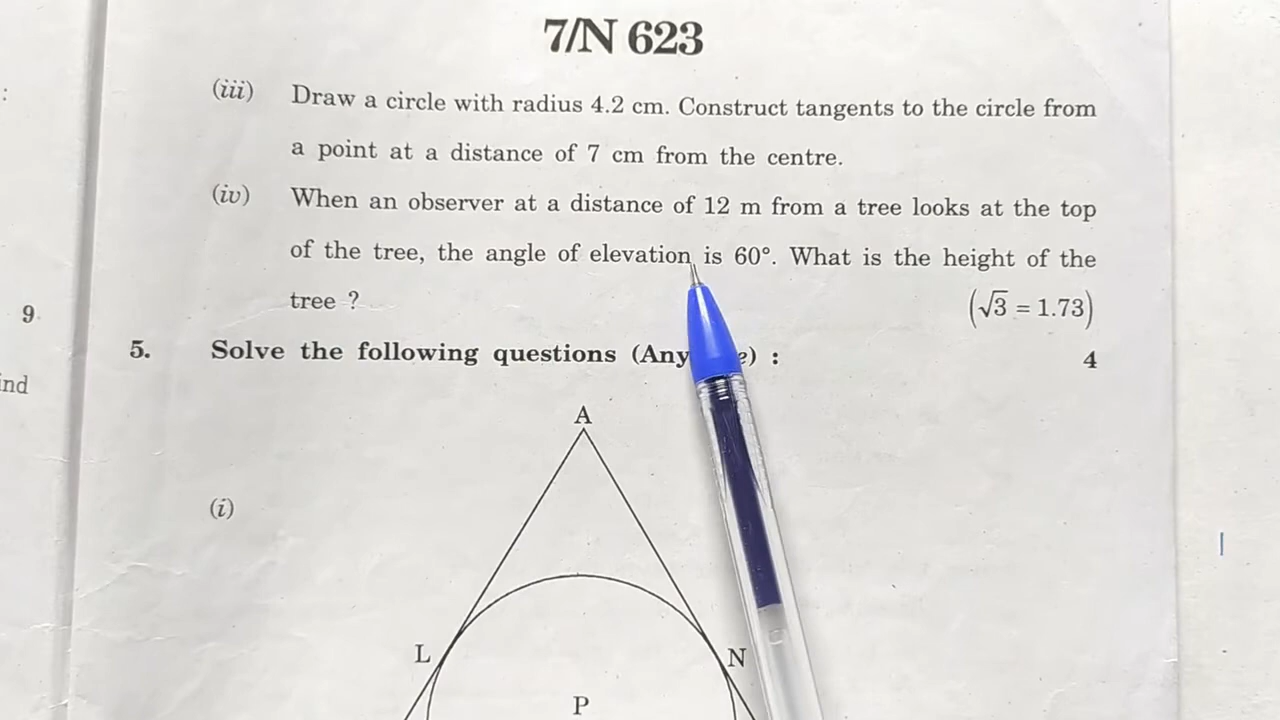 7/N 623
:
(iii) Draw a circle with radius 4.2 cm. Construct tangents to the circle from
a point at a distance of 7 cm from the centre.
(iv) When an observer at a distance of 12 m from a tree looks at the top
of the tree, the angle of elevation is 60°. What is the height of the
tree ? (√3 = 1.73)
9
5. Solve the following questions (Any ) : 4
ind
A
(i)
L
N
P